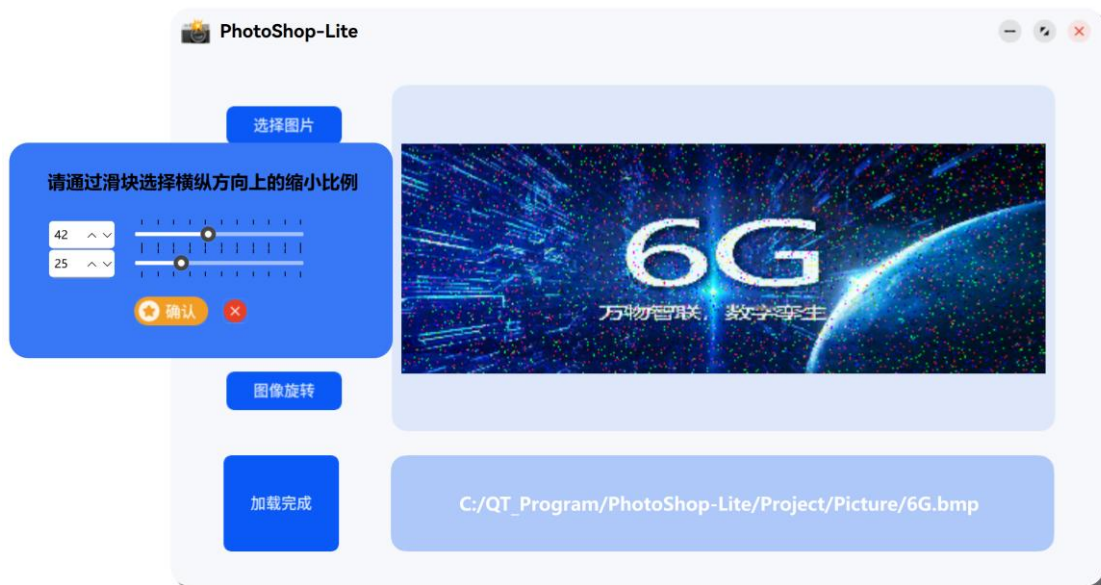 PhotoShop-Lite
选择图片
请通过滑块选择横纵方向上的缩小比例
42
25
确认
6G
万物智联，数字孪生
图像旋转
加载完成
C:/QT_Program/PhotoShop-Lite/Project/Picture/6G.bmp